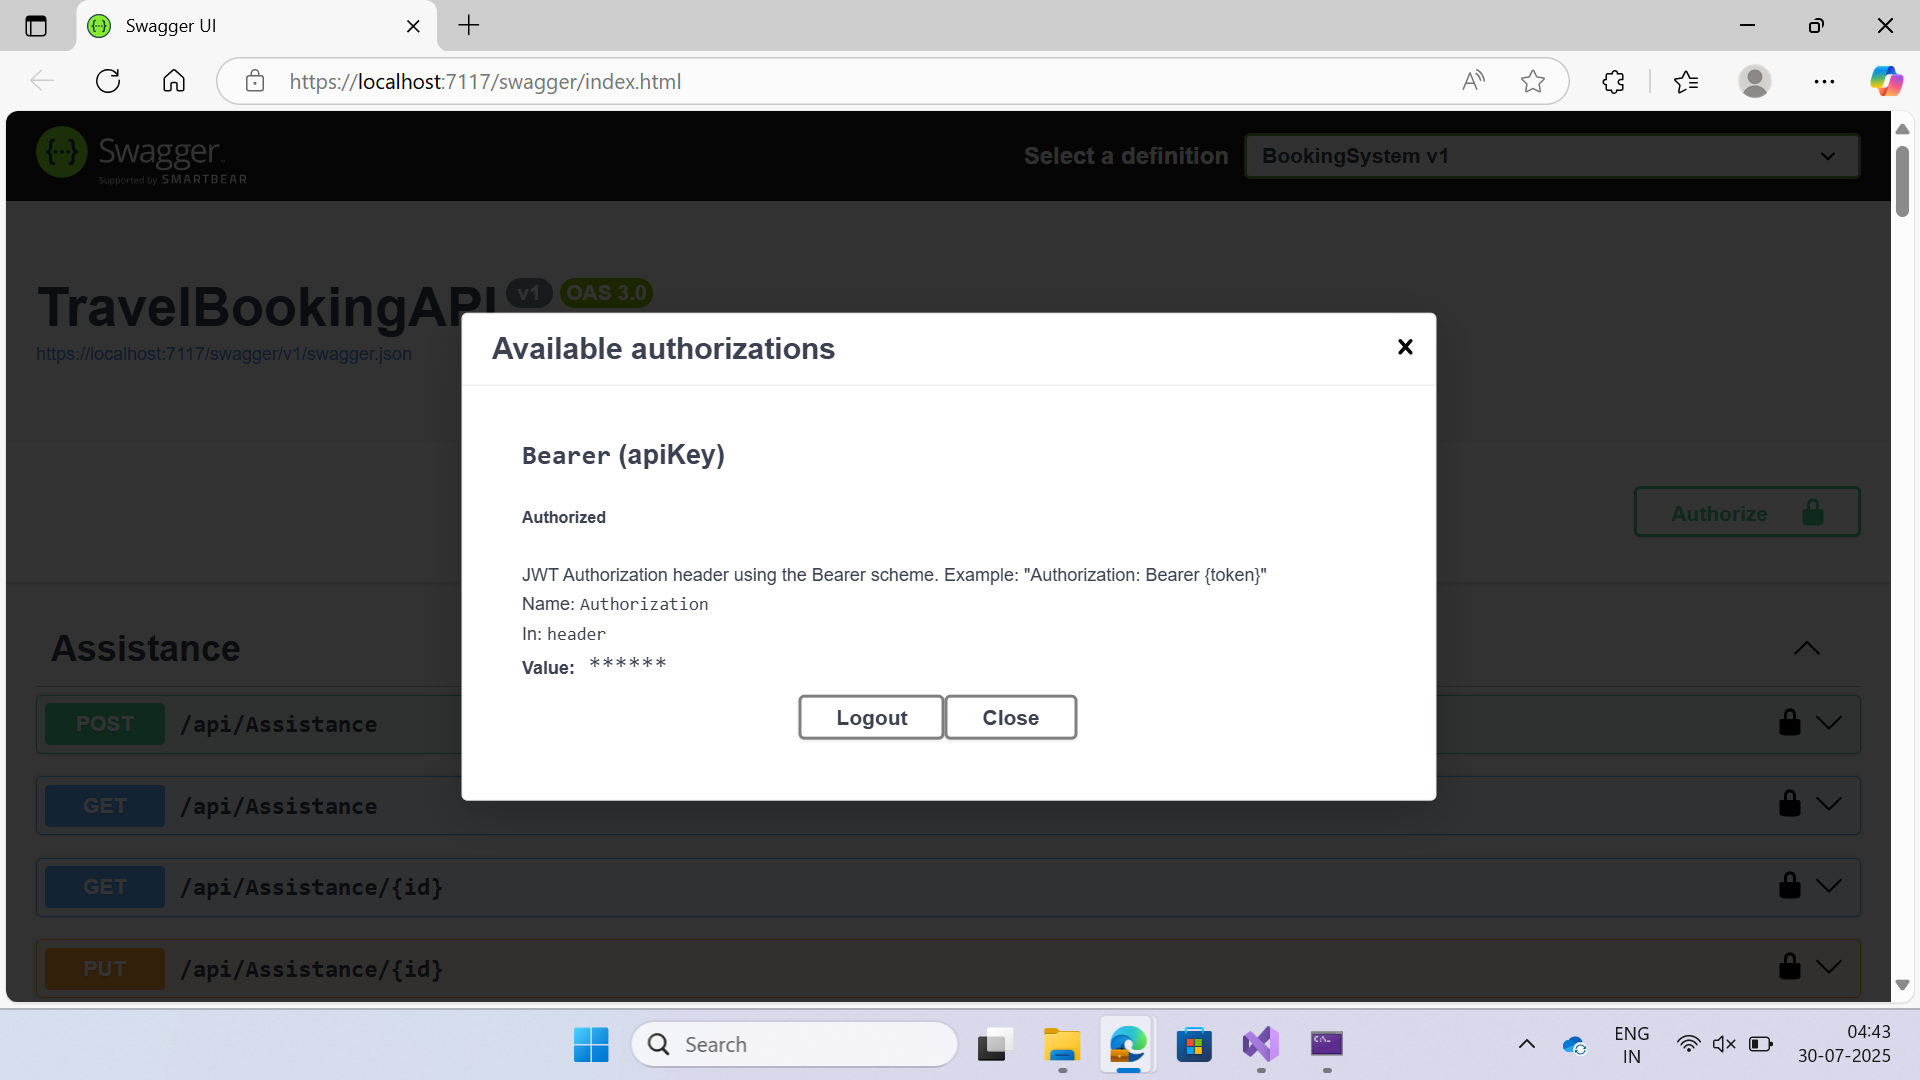 Swagger UI
https://localhost:7117/swagger/index.html
Swagger
Supported by SMARTBEAR
Select a definition
BookingSystem v1
TravelBookingAPI v1 OAS 3.0
https://localhost:7117/swagger/v1/swagger.json
Available authorizations
Bearer (apiKey)
Authorized
Authorize
JWT Authorization header using the Bearer scheme. Example: "Authorization: Bearer {token}"
Name: Authorization
In: header
Value: ******
Logout Close
Assistance
POST /api/Assistance
GET /api/Assistance
GET /api/Assistance/{id}
PUT /api/Assistance/{id}
Search
ENG
IN
04:43
30-07-2025